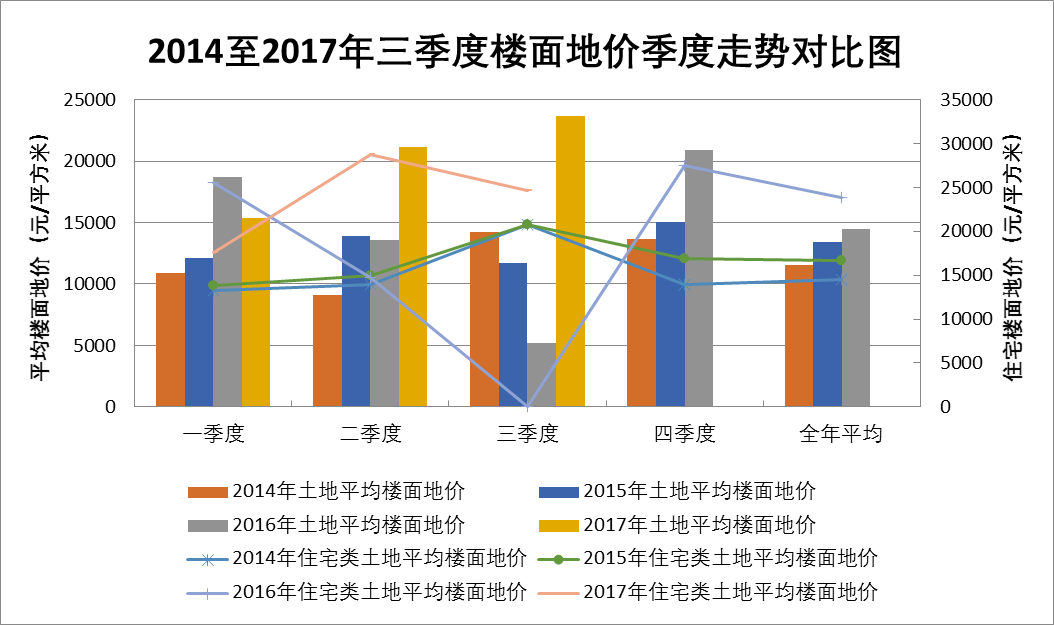 2014至2017年三季度楼面地价季度走势对比图
平均楼面地价（元/平方米）
25000
20000
15000
10000
5000
0
35000
30000
25000
20000
15000
10000
5000
0
住宅楼面地价（元/平方米）
一季度 二季度 三季度 四季度 全年平均
2014年土地平均楼面地价 2015年土地平均楼面地价
2016年土地平均楼面地价 2017年土地平均楼面地价
2014年住宅类土地平均楼面地价 2015年住宅类土地平均楼面地价
2016年住宅类土地平均楼面地价 2017年住宅类土地平均楼面地价